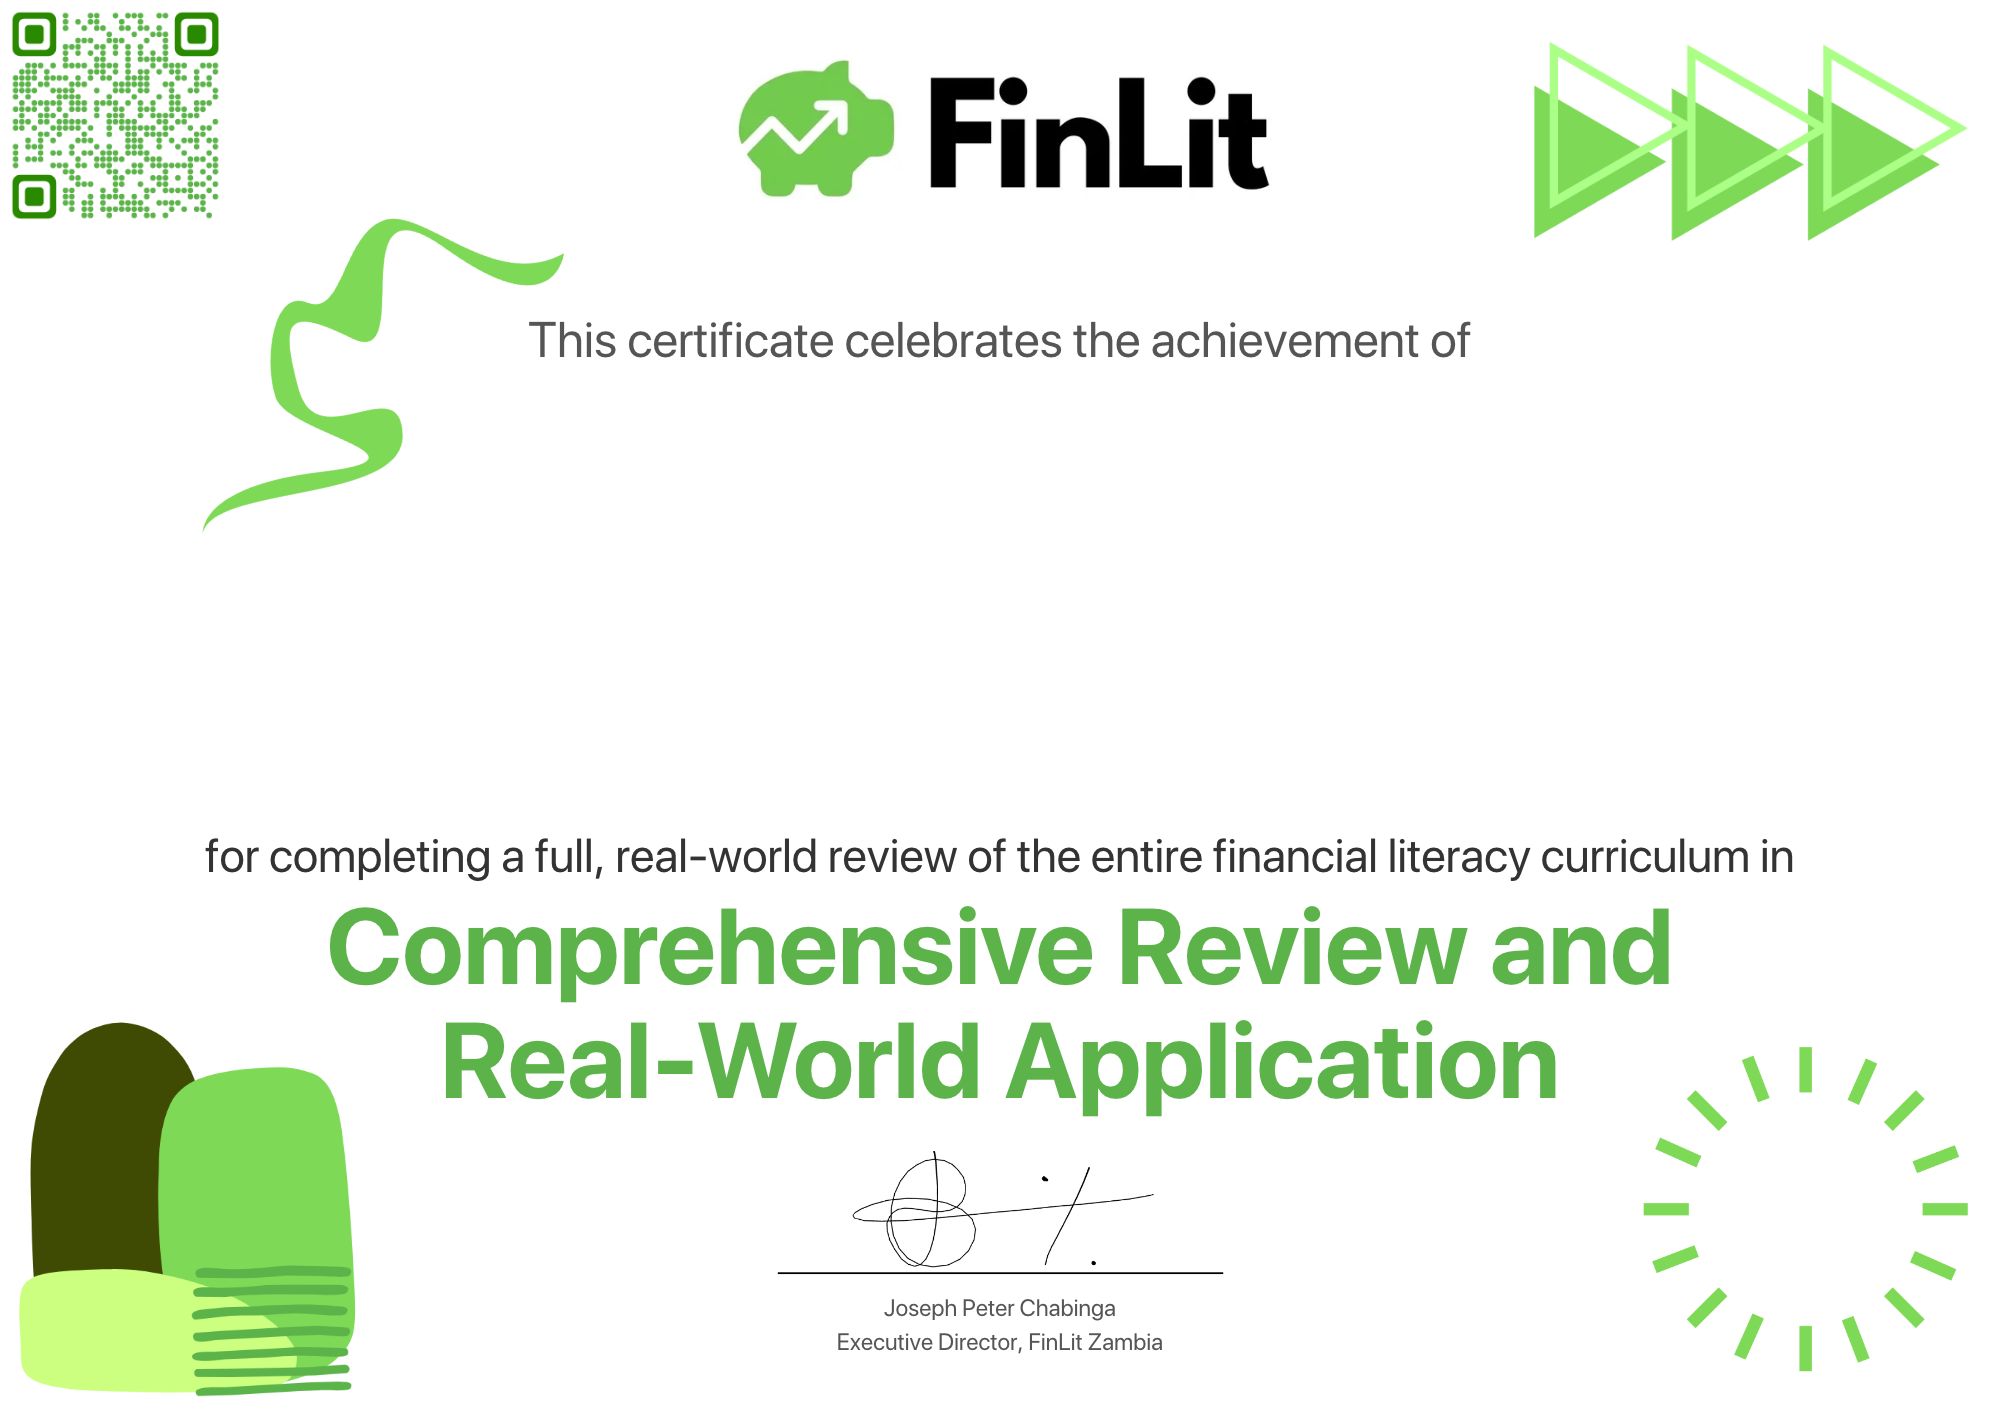 FinLit
This certificate celebrates the achievement of
for completing a full, real-world review of the entire financial literacy curriculum in
Comprehensive Review and
Real-World Application
Joseph Peter Chabinga
Executive Director, FinLit Zambia